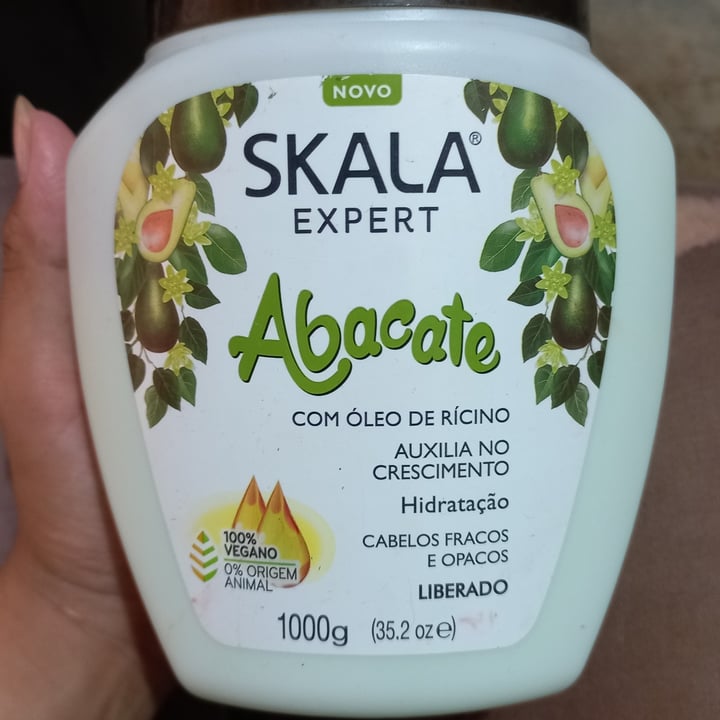 NOVO
SKALA®
EXPERT
Abacate
COM ÓLEO DE RÍCINO
AUXILIA NO
CRESCIMENTO
Hidratação
CABELOS FRACOS
E OPACOS
LIBERADO
100%
VEGANO
0% ORIGEM
ANIMAL
1000g (35.2 oz e)